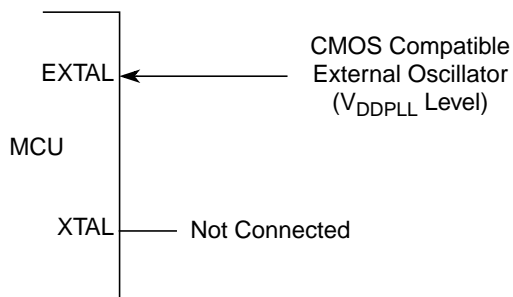 CMOS Compatible
External Oscillator
(VDDPLL Level)
EXTAL
MCU
XTAL
Not Connected